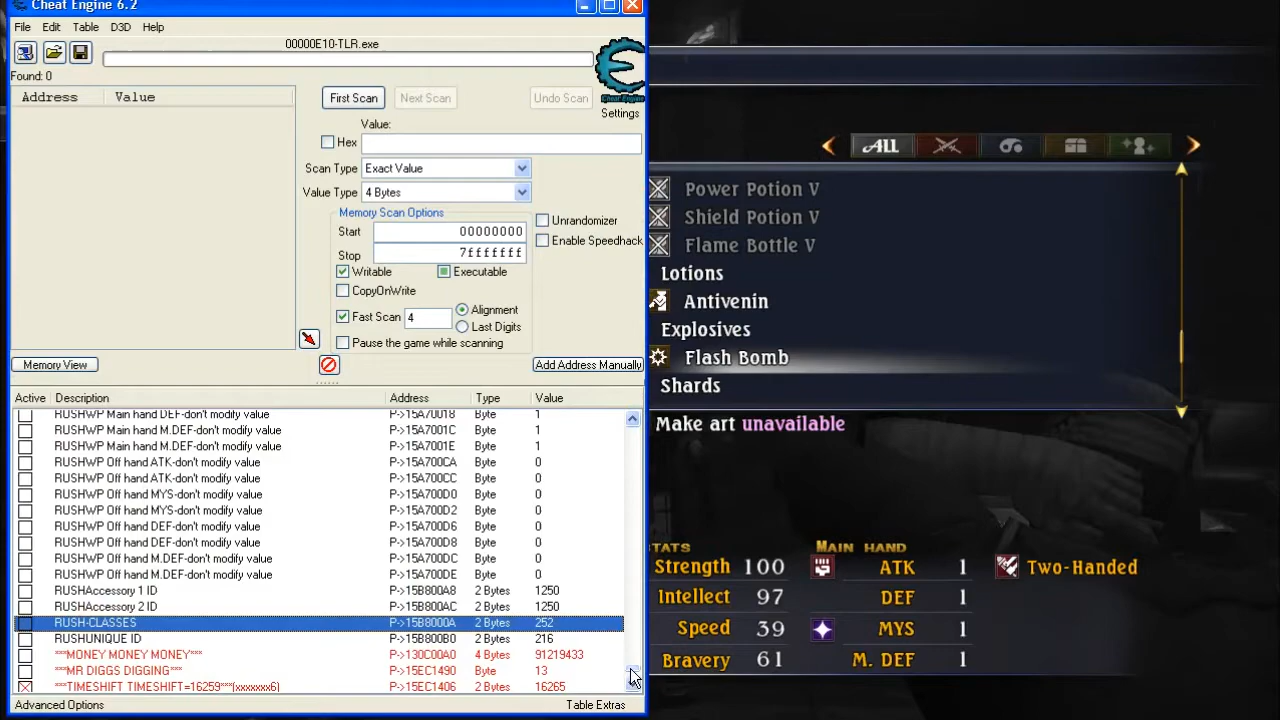 Cheat Engine 6.2
File Edit Table D3D Help
00000E10-TLR.exe
Found: 0
Address Value
First Scan Next Scan Undo Scan
Cheat Engine
Settings
Value:
Hex
Scan Type Exact Value
Value Type 4 Bytes
Memory Scan Options
Start 00000000
Stop 7fffffff
Unrandomizer
Enable Speedhack
Writable Executable
CopyOnWrite
Fast Scan 4 Alignment
Last Digits
Pause the game while scanning
Memory View Add Address Manually
Active Description Address Type Value
RUSHWP Main hand DEF-don't modify value P->15A70018 Byte 1
RUSHWP Main hand M.DEF-don't modify value P->15A7001C Byte 1
RUSHWP Main hand M.DEF-don't modify value P->15A7001E Byte 1
RUSHWP Off hand ATK-don't modify value P->15A700CA Byte 0
RUSHWP Off hand ATK-don't modify value P->15A700CC Byte 0
RUSHWP Off hand MYS-don't modify value P->15A700D0 Byte 0
RUSHWP Off hand MYS-don't modify value P->15A700D2 Byte 0
RUSHWP Off hand DEF-don't modify value P->15A700D6 Byte 0
RUSHWP Off hand DEF-don't modify value P->15A700D8 Byte 0
RUSHWP Off hand M.DEF-don't modify value P->15A700DC Byte 0
RUSHWP Off hand M.DEF-don't modify value P->15A700DE Byte 0
RUSHAccessory 1 ID P->15B800A8 2 Bytes 1250
RUSHAccessory 2 ID P->15B800AC 2 Bytes 1250
RUSH-CLASSES P->15B8000A 2 Bytes 252
RUSHUNIQUE ID P->15B800B0 2 Bytes 216
***MONEY MONEY MONEY*** P->130C00A0 4 Bytes 91219433
***MR DIGGS DIGGING*** P->15EC1490 Byte 13
***TIMESHIFT TIMESHIFT=16259***(xxxxxxx6) P->15EC1406 2 Bytes 16265
Advanced Options Table Extras
ALL
Power Potion V
Shield Potion V
Flame Bottle V
Lotions
Antivenin
Explosives
Flash Bomb
Shards
Make art unavailable
STATS MAIN HAND
Strength 100 ATK 1 Two-Handed
Intellect 97 DEF 1
Speed 39 MYS 1
Bravery 61 M. DEF 1